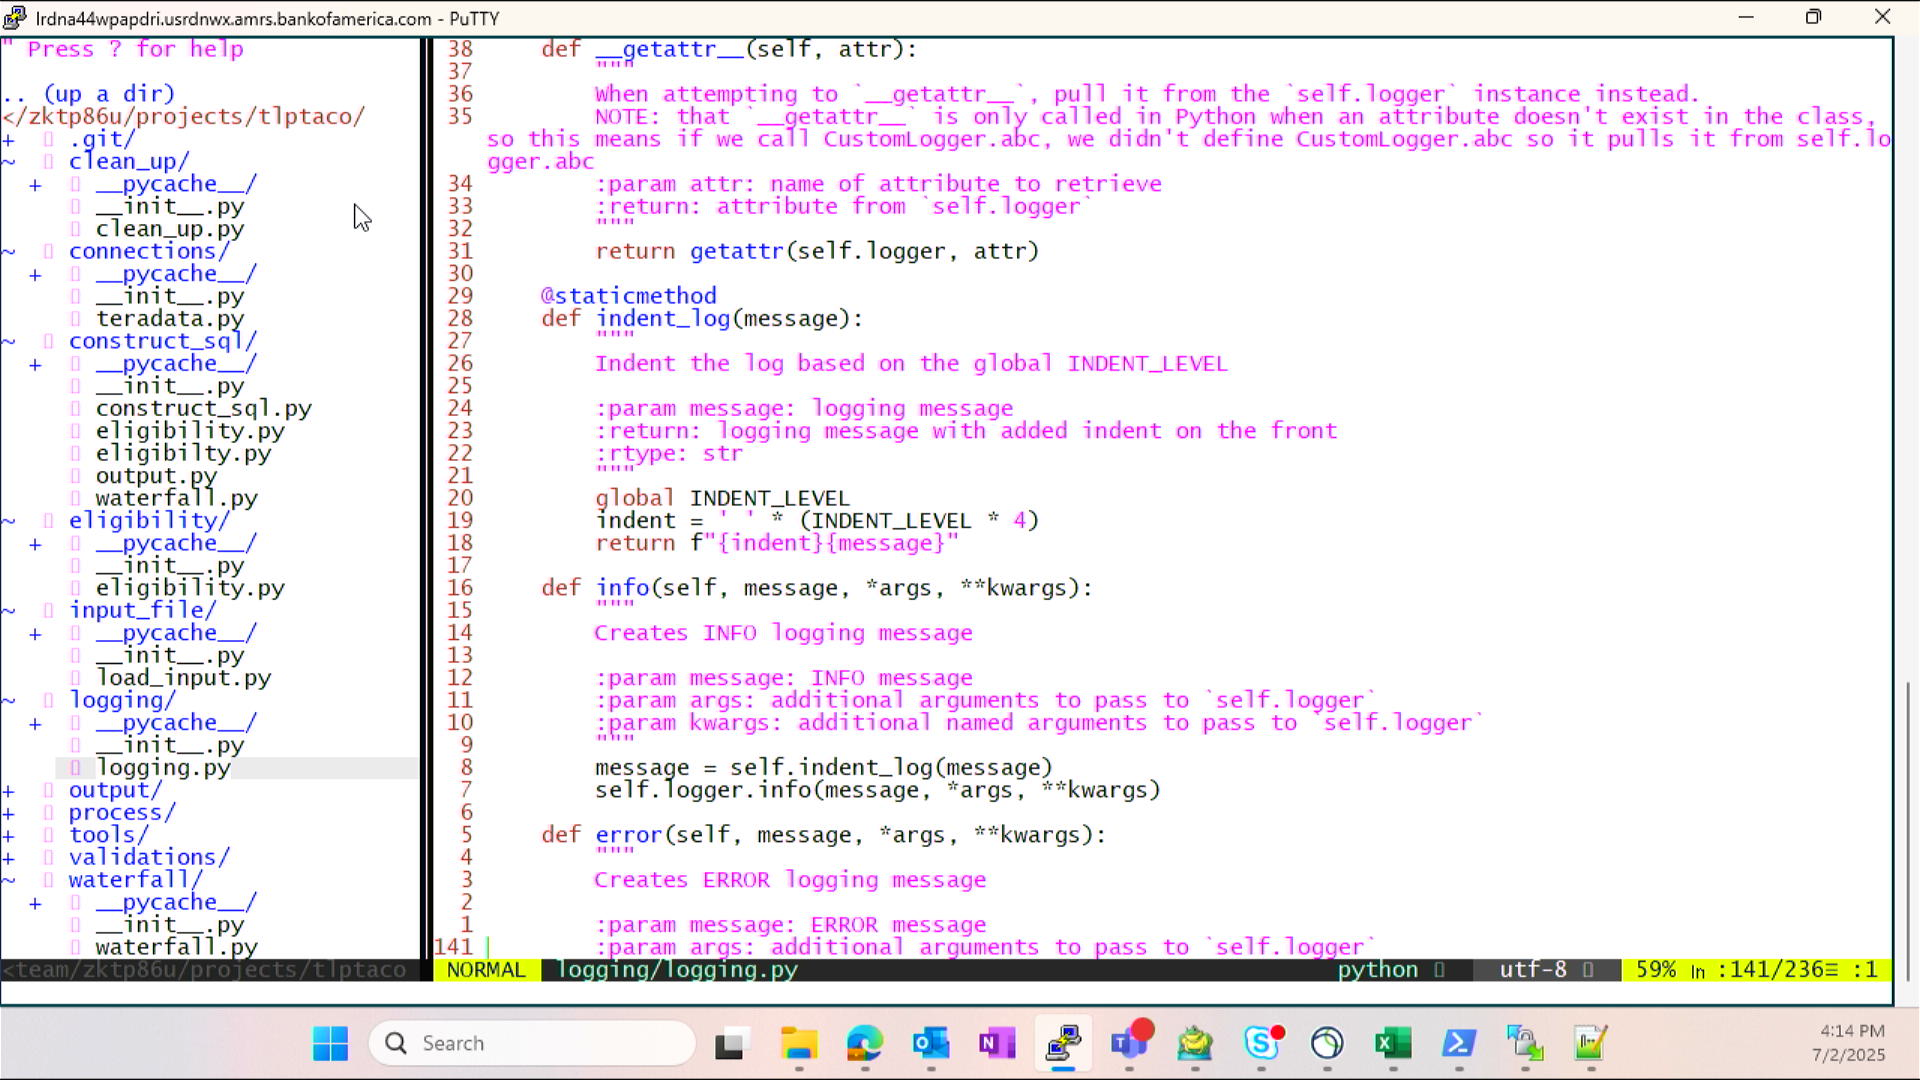 lrdna44wpapdri.usrdnwx.amrs.bankofamerica.com - PuTTY
" Press ? for help
.. (up a dir)
</zktp86u/projects/tlptaco/
+ .git/
~ clean_up/
+ __pycache__/
__init__.py
clean_up.py
~ connections/
+ __pycache__/
__init__.py
teradata.py
~ construct_sql/
+ __pycache__/
__init__.py
construct_sql.py
eligibility.py
eligibilty.py
output.py
waterfall.py
~ eligibility/
+ __pycache__/
__init__.py
eligibility.py
~ input_file/
+ __pycache__/
__init__.py
load_input.py
~ logging/
+ __pycache__/
__init__.py
logging.py
+ output/
+ process/
+ tools/
+ validations/
~ waterfall/
+ __pycache__/
__init__.py
waterfall.py
<team/zktp86u/projects/tlptaco
38     def __getattr__(self, attr):
37         """
36         When attempting to `__getattr__`, pull it from the `self.logger` instance instead.
35         NOTE: that `__getattr__` is only called in Python when an attribute doesn't exist in the class,
so this means if we call CustomLogger.abc, we didn't define CustomLogger.abc so it pulls it from self.lo
gger.abc
34         :param attr: name of attribute to retrieve
33         :return: attribute from `self.logger`
32         """
31         return getattr(self.logger, attr)
30
29     @staticmethod
28     def indent_log(message):
27         """
26         Indent the log based on the global INDENT_LEVEL
25
24         :param message: logging message
23         :return: logging message with added indent on the front
22         :rtype: str
21         """
20         global INDENT_LEVEL
19         indent = ' ' * (INDENT_LEVEL * 4)
18         return f"{indent}{message}"
17
16     def info(self, message, *args, **kwargs):
15         """
14         Creates INFO logging message
13
12         :param message: INFO message
11         :param args: additional arguments to pass to `self.logger`
10         :param kwargs: additional named arguments to pass to `self.logger`
9         """
8         message = self.indent_log(message)
7         self.logger.info(message, *args, **kwargs)
6
5     def error(self, message, *args, **kwargs):
4         """
3         Creates ERROR logging message
2
1         :param message: ERROR message
141         :param args: additional arguments to pass to `self.logger`
NORMAL logging/logging.py python utf-8 59% ln :141/236≡ :1
Search
4:14 PM
7/2/2025